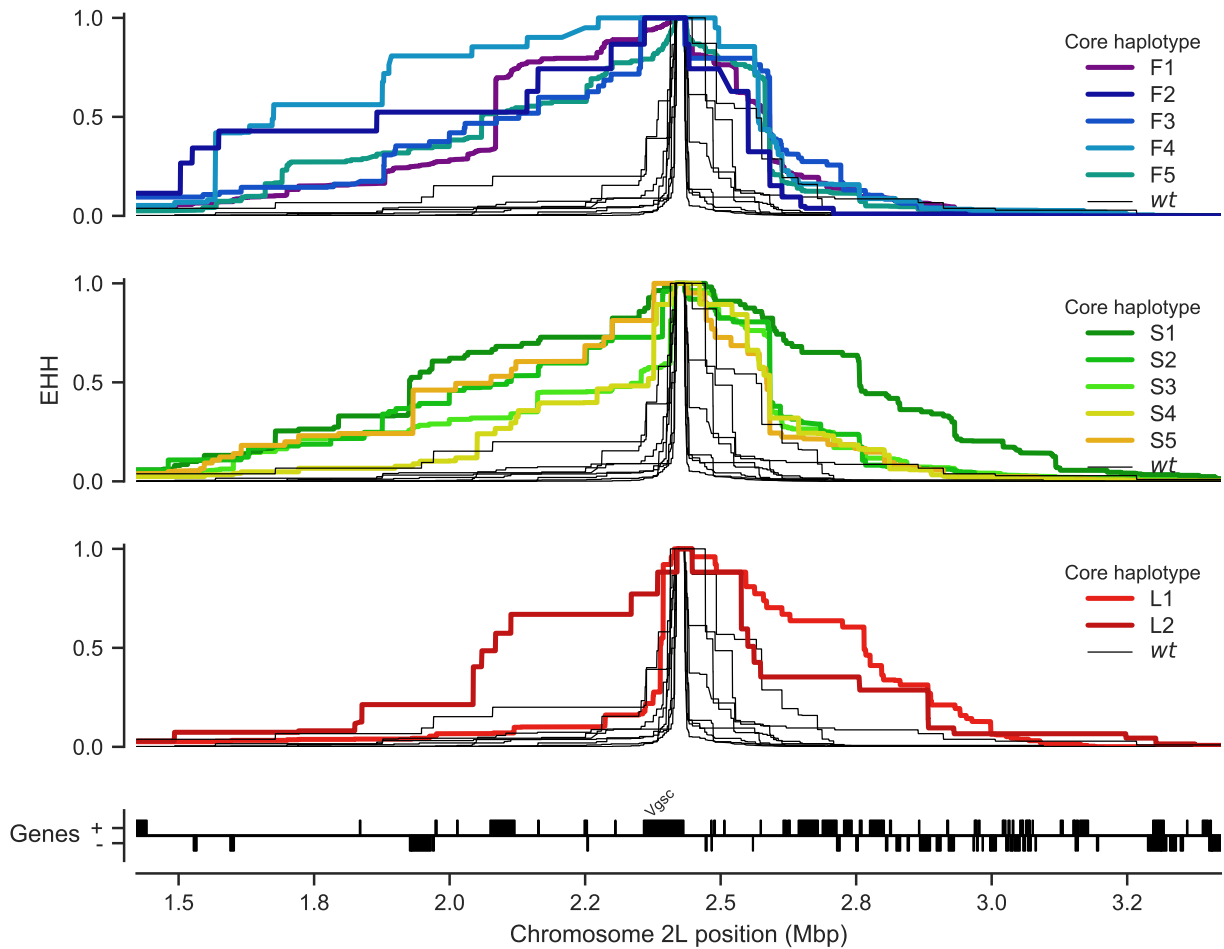 1.0
0.5
0.0
Core haplotype
F1
F2
F3
F4
F5
wt
EHH
1.0
0.5
0.0
Core haplotype
S1
S2
S3
S4
S5
wt
1.0
0.5
0.0
Core haplotype
L1
L2
wt
Vgsc
Genes
+
-
1.5
1.8
2.0
2.2
2.5
2.8
3.0
3.2
Chromosome 2L position (Mbp)